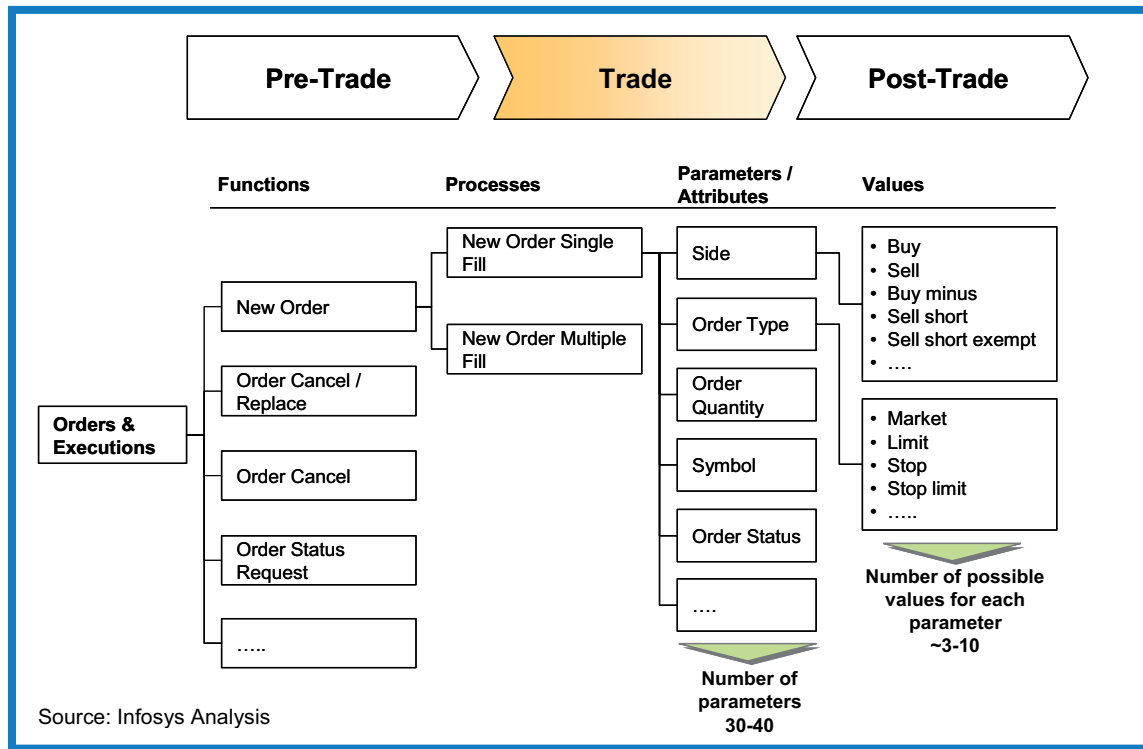 Pre-Trade
Trade
Post-Trade
Functions
Processes
Parameters /
Attributes
Values
Orders &
Executions
New Order
Order Cancel /
Replace
Order Cancel
Order Status
Request
…..
New Order Single
Fill
New Order Multiple
Fill
Side
Order Type
Order
Quantity
Symbol
Order Status
….
Number of
parameters
30-40
• Buy
• Sell
• Buy minus
• Sell short
• Sell short exempt
• ….
• Market
• Limit
• Stop
• Stop limit
• …..
Number of possible
values for each
parameter
~3-10
Source: Infosys Analysis